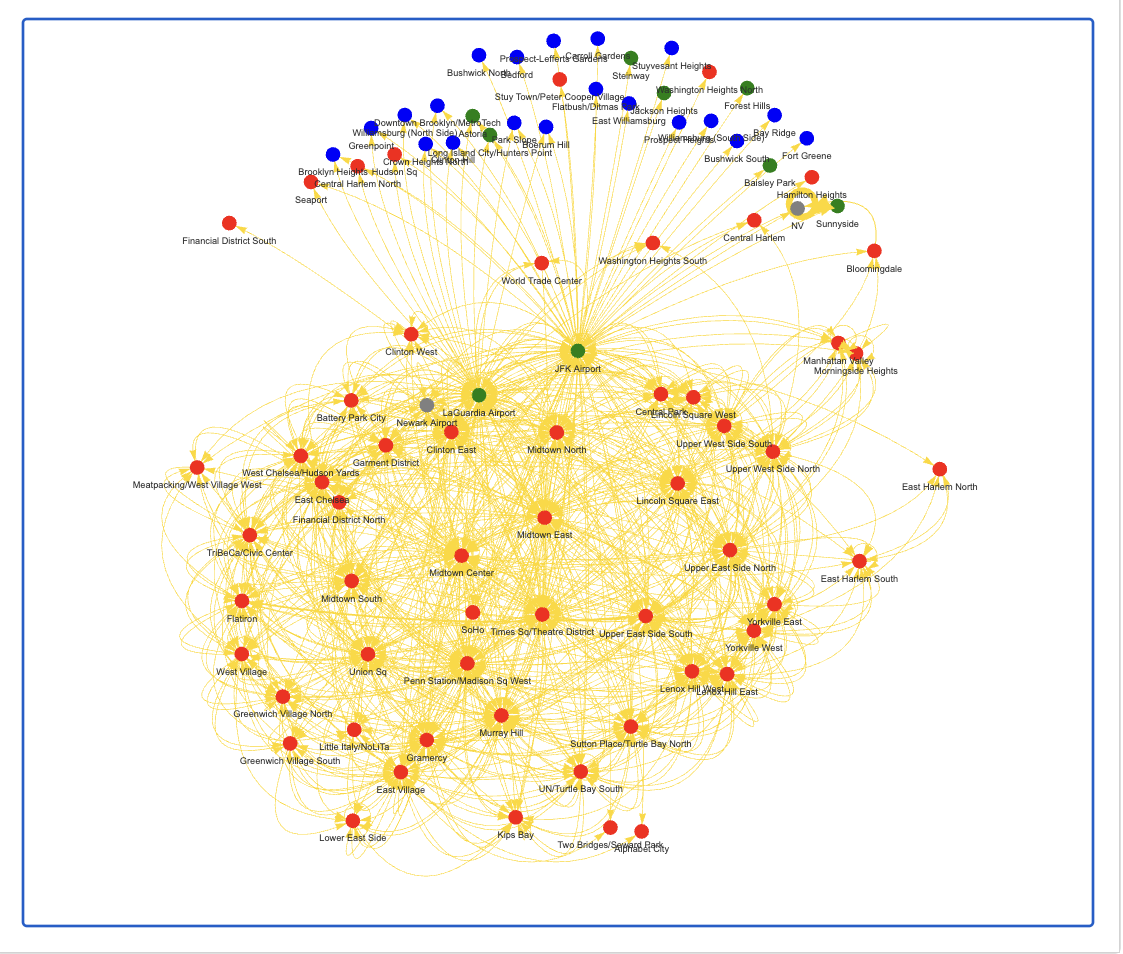 Carroll Gardens
Prospect-Lefferts Gardens
Stuyvesant Heights
Bushwick North
Bedford
Steinway
Washington Heights North
Stuy Town/Peter Cooper Village
Flatbush/Ditmas Park
Forest Hills
Jackson Heights
East Williamsburg
Downtown Brooklyn/MetroTech
Williamsburg (North Side)
Astoria
Bay Ridge
Park Slope
Williamsburg (South Side)
Prospect Heights
Greenpoint
Boerum Hill
Long Island City/Hunters Point
Fort Greene
Clinton Hill
Bushwick South
Crown Heights North
Brooklyn Heights
Hudson Sq
Central Harlem North
Baisley Park
Hamilton Heights
Seaport
NV
Sunnyside
Financial District South
Central Harlem
Washington Heights South
Bloomingdale
World Trade Center
Clinton West
Manhattan Valley
JFK Airport
Morningside Heights
Central Park
LaGuardia Airport
Lincoln Square West
Battery Park City
Newark Airport
Upper West Side South
Clinton East
Midtown North
Garment District
Upper West Side North
West Chelsea/Hudson Yards
Meatpacking/West Village West
East Harlem North
East Chelsea
Lincoln Square East
Financial District North
Midtown East
TriBeCa/Civic Center
Upper East Side North
Midtown Center
East Harlem South
Midtown South
Flatiron
Yorkville East
SoHo
Times Sq/Theatre District
Upper East Side South
Yorkville West
West Village
Union Sq
Penn Station/Madison Sq West
Lenox Hill West
Lenox Hill East
Greenwich Village North
Murray Hill
Little Italy/NoLiTa
Sutton Place/Turtle Bay North
Gramercy
Greenwich Village South
East Village
UN/Turtle Bay South
Kips Bay
Lower East Side
Two Bridges/Seward Park
Alphabet City